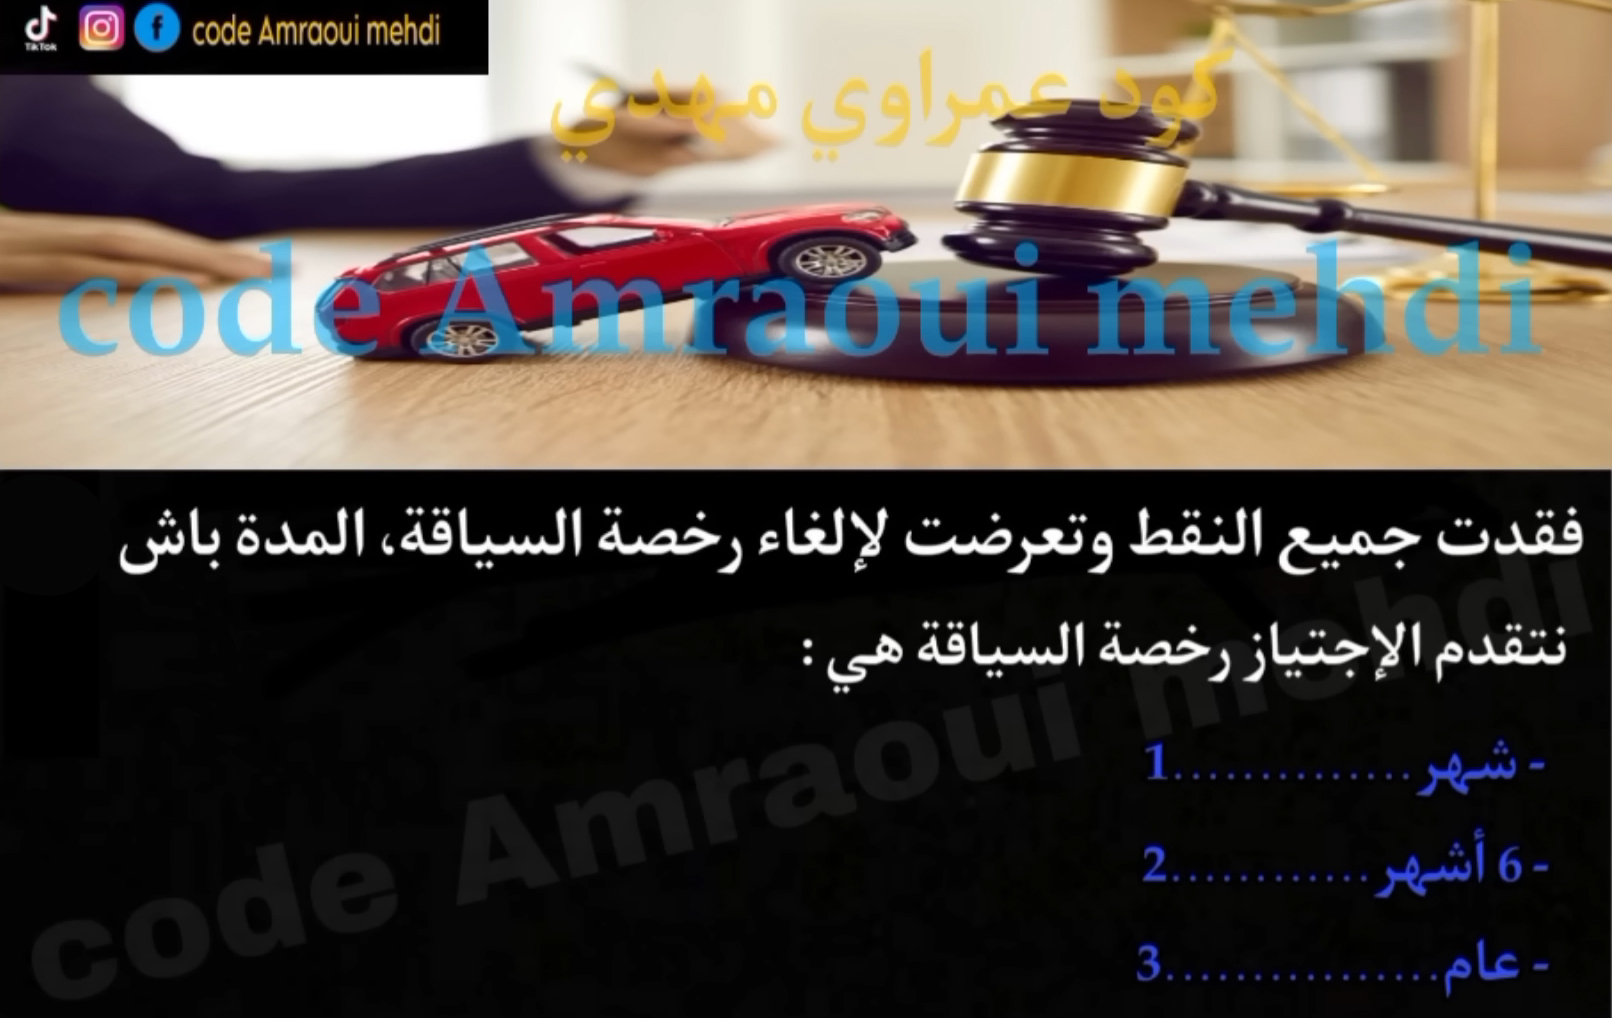 TikTok
code Amraoui mehdi
كود عمراوي مهدي
code Amraoui mehdi
فقدت جميع النقط وتعرضت لإلغاء رخصة السياقة، المدة باش
نتقدم الإجتياز رخصة السياقة هي :
- شهر ..............1
- 6 أشهر ............2
- عام................3
code Amraoui mehdi